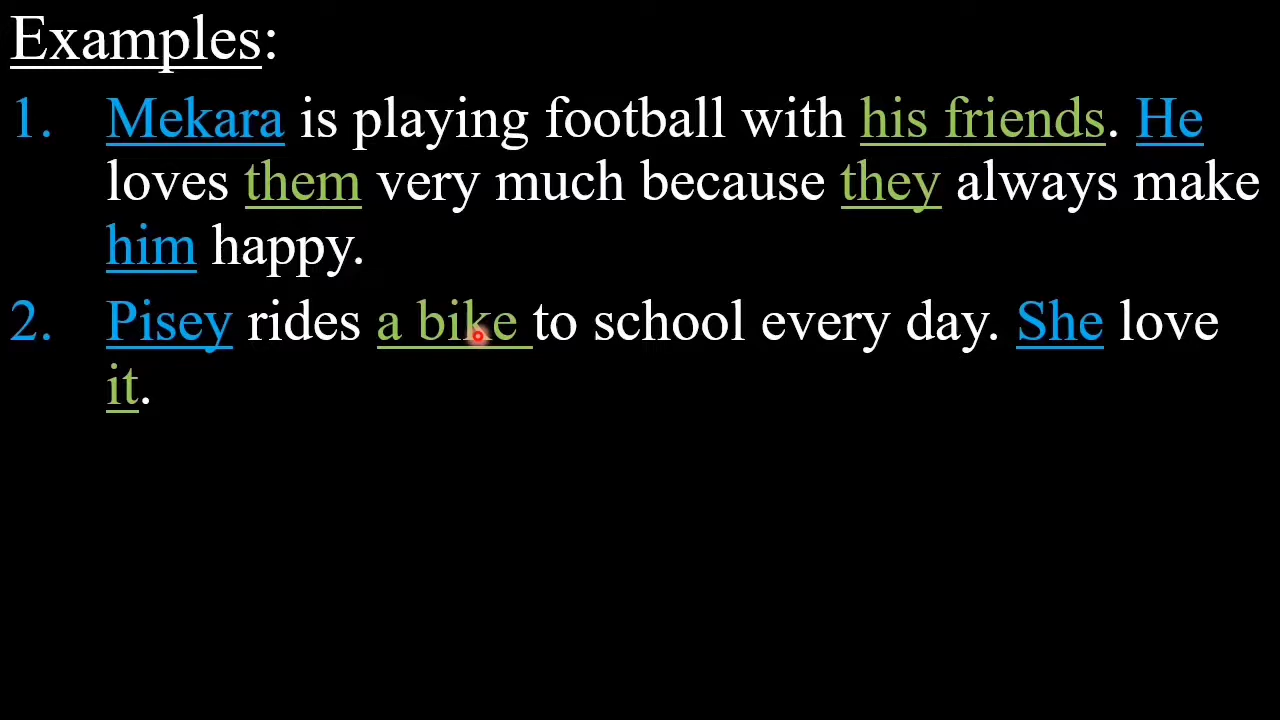 Examples:
1. Mekara is playing football with his friends. He
loves them very much because they always make
him happy.
2. Pisey rides a bike to school every day. She love
it.